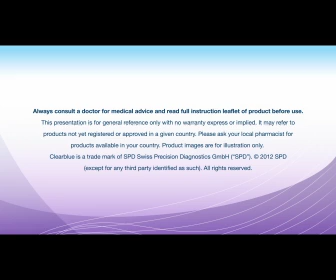 Always consult a doctor for medical advice and read full instruction leaflet of product before use.
This presentation is for general reference only with no warranty express or implied. It may refer to
products not yet registered or approved in a given country. Please ask your local pharmacist for
products available in your country. Product images are for illustration only.
Clearblue is a trade mark of SPD Swiss Precision Diagnostics GmbH ("SPD"). © 2012 SPD
(except for any third party identified as such). All rights reserved.